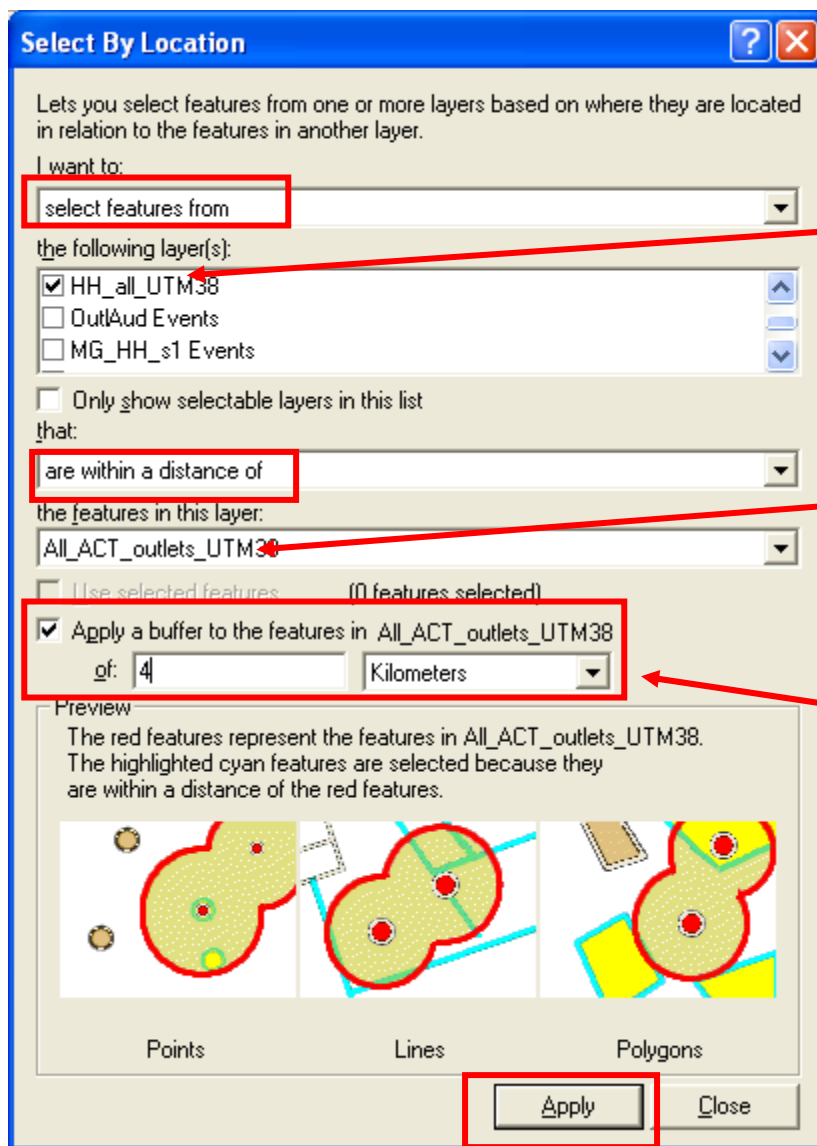 Select By Location
Lets you select features from one or more layers based on where they are located
in relation to the features in another layer.
I want to:
select features from
the following layer(s):
HH_all_UTM38
OutlAud Events
MG_HH_s1 Events
Only show selectable layers in this list
that:
are within a distance of
the features in this layer:
All_ACT_outlets_UTM38
Use selected features (0 features selected)
Apply a buffer to the features in All_ACT_outlets_UTM38
of: 4 Kilometers
Preview
The red features represent the features in All_ACT_outlets_UTM38.
The highlighted cyan features are selected because they
are within a distance of the red features.
Points Lines Polygons
Apply Close